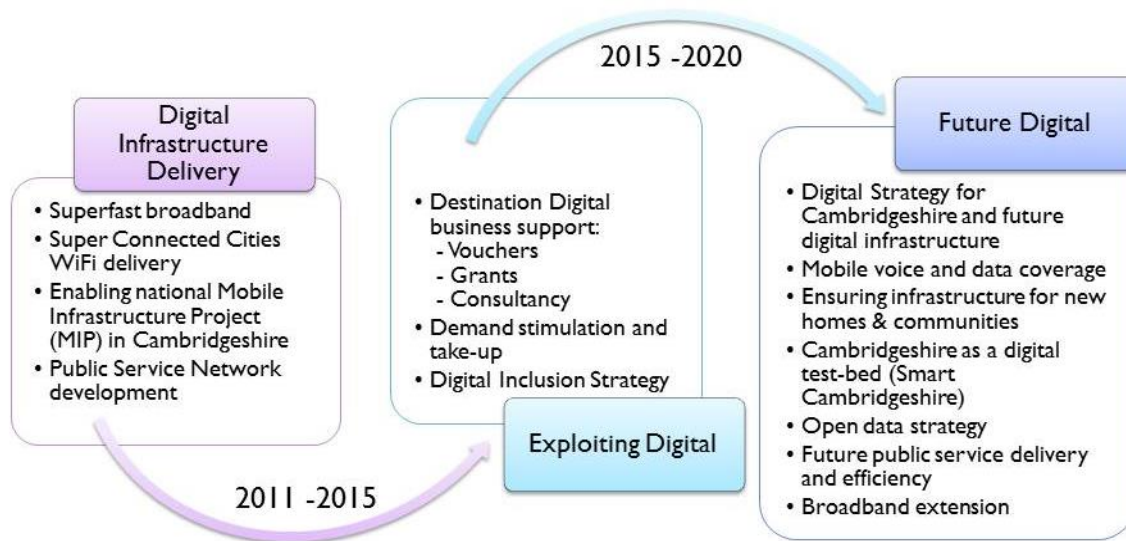 Digital
Infrastructure
Delivery
• Superfast broadband
• Super Connected Cities
WiFi delivery
• Enabling national Mobile
Infrastructure Project
(MIP) in Cambridgeshire
• Public Service Network
development
2011 -2015
• Destination Digital
business support:
- Vouchers
- Grants
- Consultancy
• Demand stimulation and
take-up
• Digital Inclusion Strategy
Exploiting Digital
2015 -2020
Future Digital
• Digital Strategy for
Cambridgeshire and future
digital infrastructure
• Mobile voice and data coverage
• Ensuring infrastructure for new
homes & communities
• Cambridgeshire as a digital
test-bed (Smart
Cambridgeshire)
• Open data strategy
• Future public service delivery
and efficiency
• Broadband extension